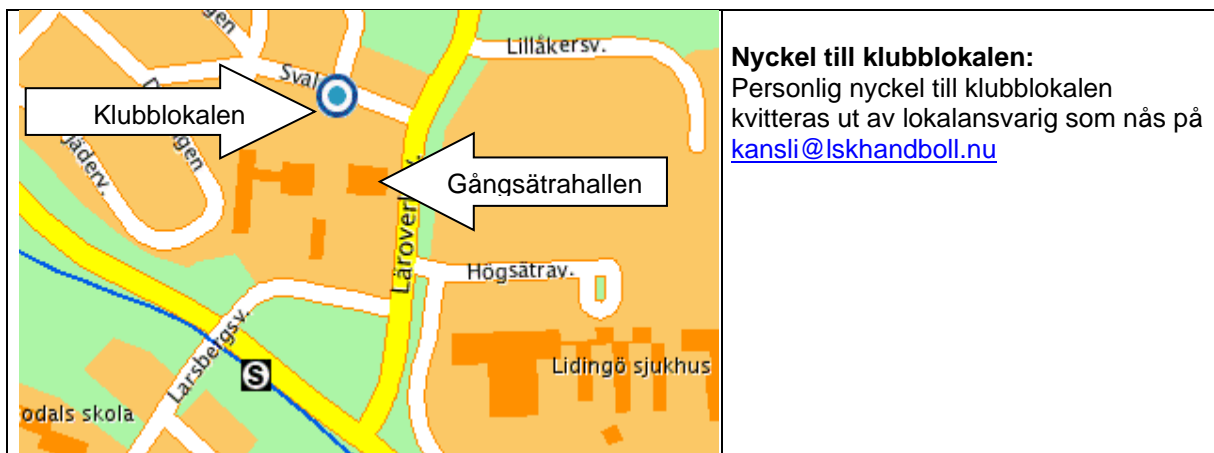 Lillåkersv.
Sval
Klubblokalen
Gångsätrahallen
Högsätrav.
Larsbergsv.
S
Lidingö sjukhus
odals skola
Nyckel till klubblokalen:
Personlig nyckel till klubblokalen
kvitteras ut av lokalansvarig som nås på
kansli@lskhandboll.nu